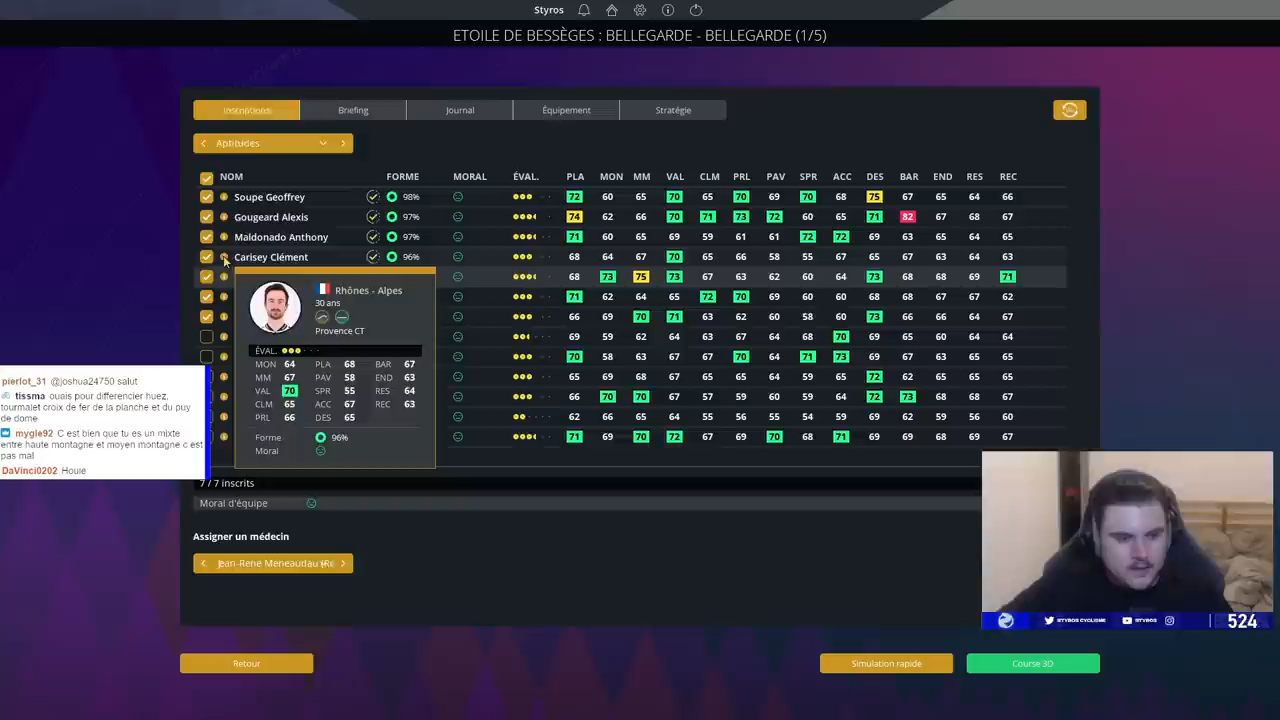 Styros
ETOILE DE BESSÈGES : BELLEGARDE - BELLEGARDE (1/5)
Inscriptions Briefing Journal Équipement Stratégie
Aptitudes
NOM FORME MORAL ÉVAL. PLA MON MM VAL CLM PRL PAV SPR ACC DES BAR END RES REC
Soupe Geoffrey 98% 72 60 65 70 65 70 69 70 68 75 67 65 64 66
Gougeard Alexis 97% 74 62 66 70 71 73 72 60 65 71 82 67 68 67
Maldonado Anthony 97% 71 60 65 69 59 61 61 72 72 69 63 65 64 65
Carisey Clément 96% 68 64 67 70 65 66 58 55 67 65 67 63 64 63
68 73 75 73 67 63 62 60 64 73 68 68 69 71
71 62 64 65 72 70 69 60 60 68 68 67 67 62
66 69 70 71 63 62 60 58 60 73 66 65 65 67
65 59 62 64 63 67 66 68 70 64 66 60 69 64
70 58 63 67 67 70 64 71 73 69 67 63 65 65
65 69 68 67 65 65 64 59 65 72 65 62 67 67
66 70 70 67 64 60 59 59 64 72 73 68 66 67
62 66 65 64 55 56 55 54 59 62 59 59 56 60
71 69 70 72 67 69 70 68 71 69 69 68 69 67
Rhônes - Alpes
30 ans
Provence CT
ÉVAL.
MON 64 PLA 68 BAR 67
MM 67 PAV 58 END 63
VAL 70 SPR 55 RES 64
CLM 65 ACC 67 REC 63
PRL 66 DES 65
Forme 96%
Moral
pierlot_31 @joshua24750 salut
tissma ouais pour differencier huez,
tourmalet croix de fer de la planche et du puy
de dome
mygle92 C est bien que tu es un mixte
entre haute montagne et moyen montagne c est
pas mal
DaVinci0202 Houie
7 / 7 inscrits
Moral d'équipe
Assigner un médecin
Jean-René Meneaudau (Re
STYROS CYCLISME STYROS 524
Retour Simulation rapide Course 3D